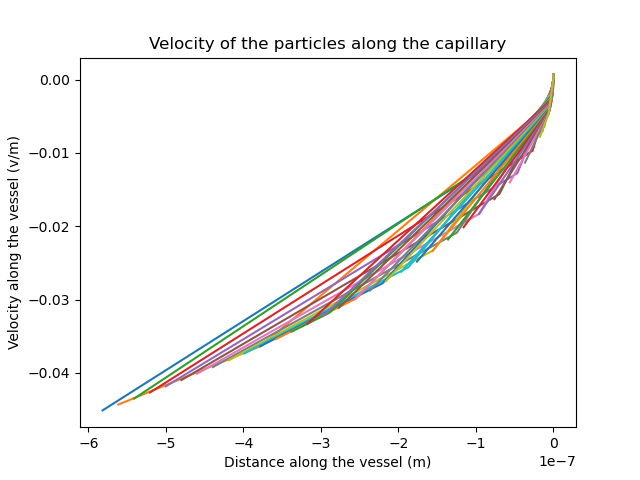 Velocity of the particles along the capillary
Velocity along the vessel (v/m)
0.00
−0.01
−0.02
−0.03
−0.04
−6 −5 −4 −3 −2 −1 0
1e−7
Distance along the vessel (m)